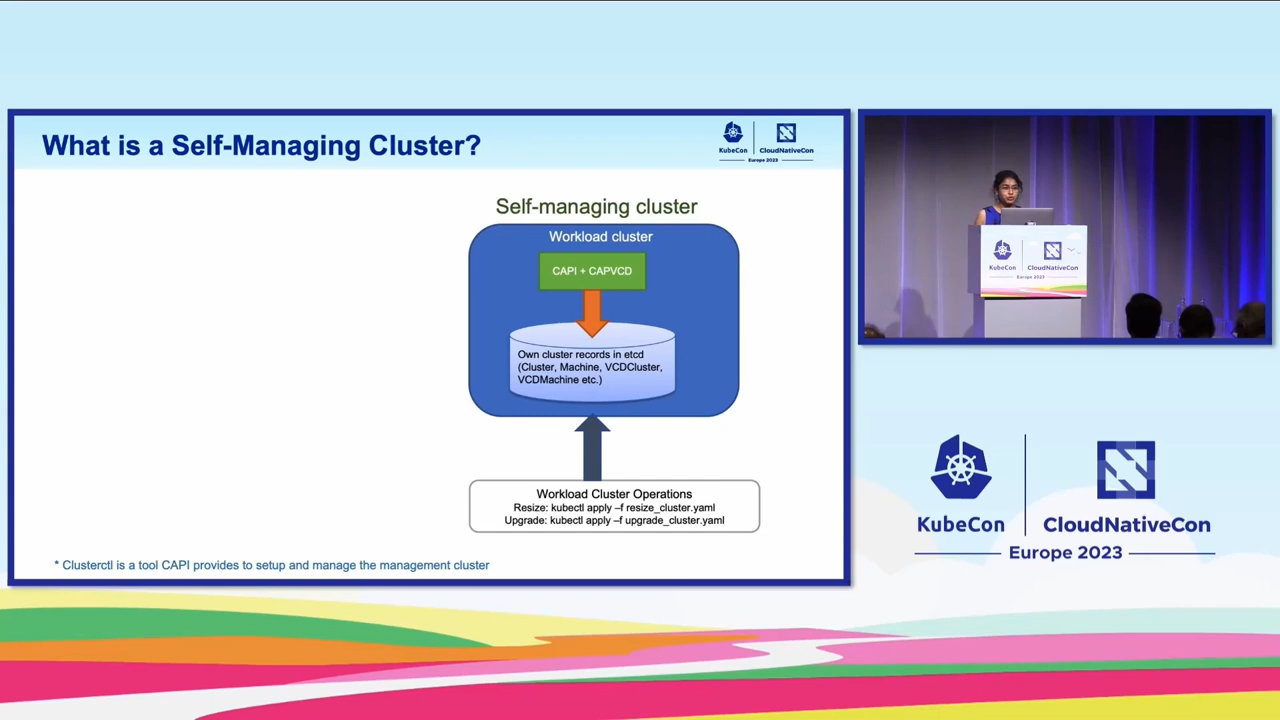 What is a Self-Managing Cluster?
KubeCon
CloudNativeCon
Europe 2023
Self-managing cluster
Workload cluster
CAPI + CAPVCD
Own cluster records in etcd
(Cluster, Machine, VCDCluster,
VCDMachine etc.)
Workload Cluster Operations
Resize: kubectl apply –f resize_cluster.yaml
Upgrade: kubectl apply –f upgrade_cluster.yaml
* Clusterctl is a tool CAPI provides to setup and manage the management cluster
KubeCon
CloudNativeCon
Europe 2023
KubeCon
CloudNativeCon
Europe 2023